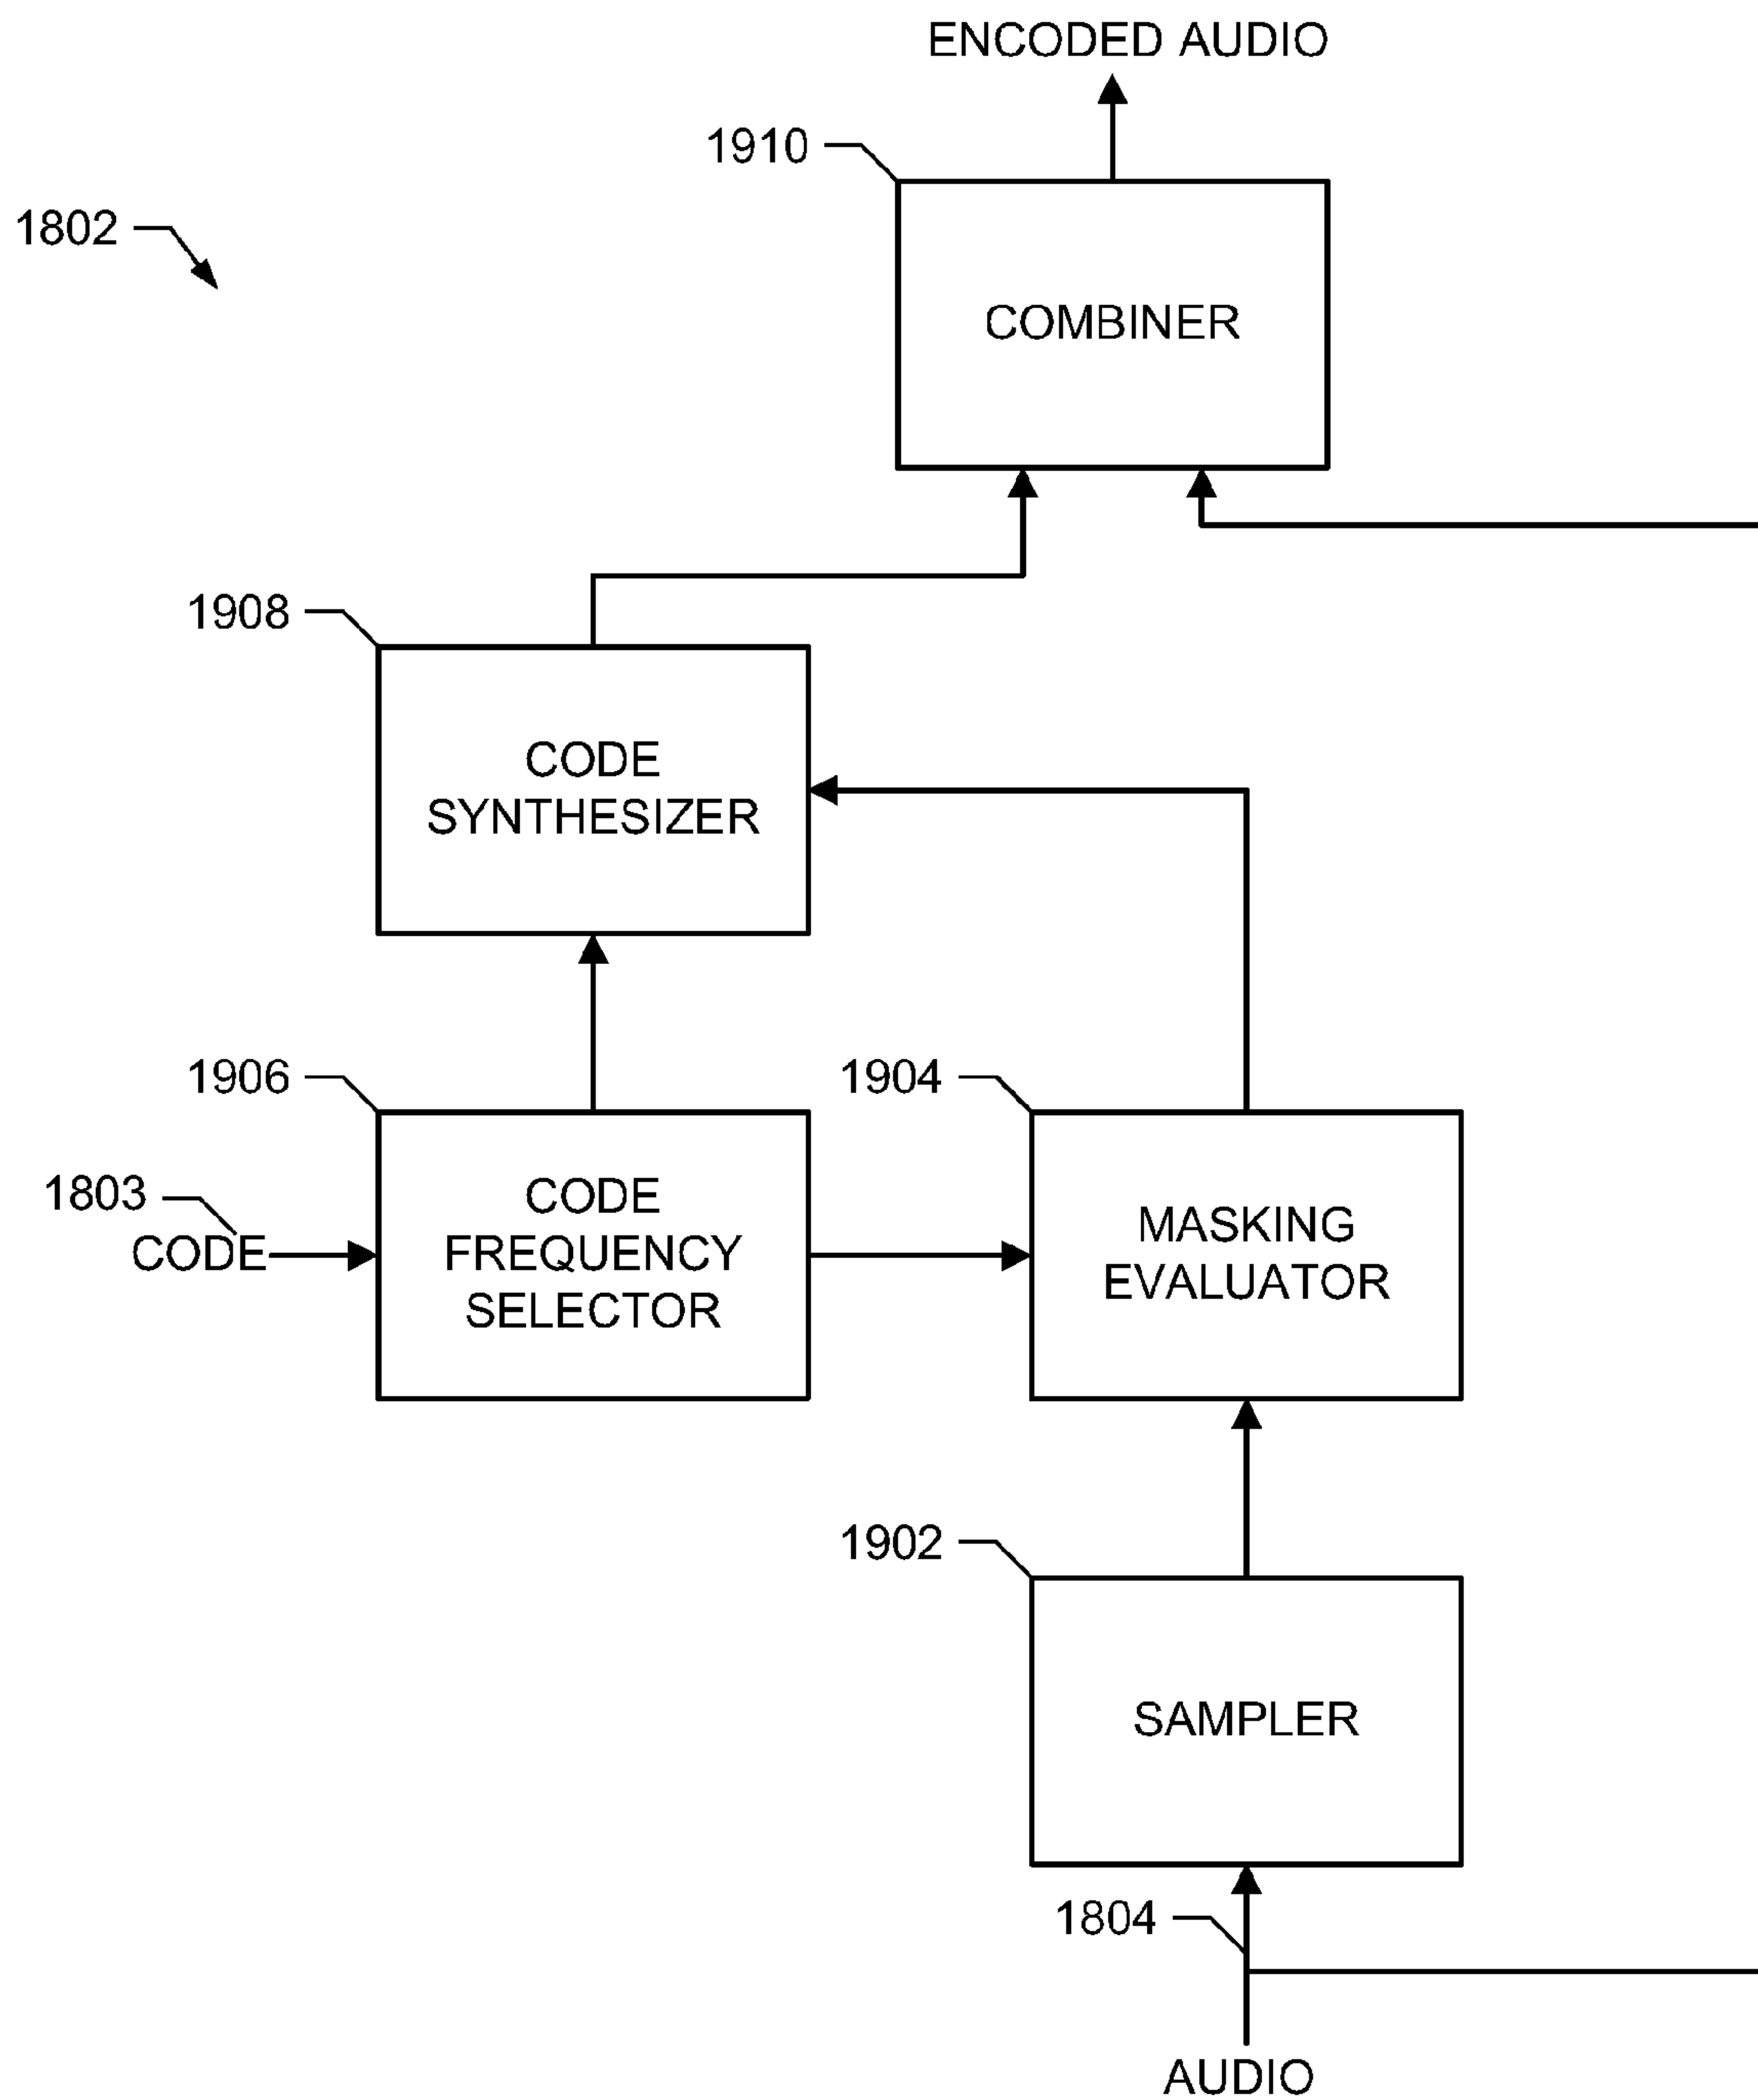 ENCODED AUDIO
1910
1802
COMBINER
1908
CODE
SYNTHESIZER
1906
1904
1803
CODE
CODE
FREQUENCY
SELECTOR
MASKING
EVALUATOR
1902
SAMPLER
1804
AUDIO